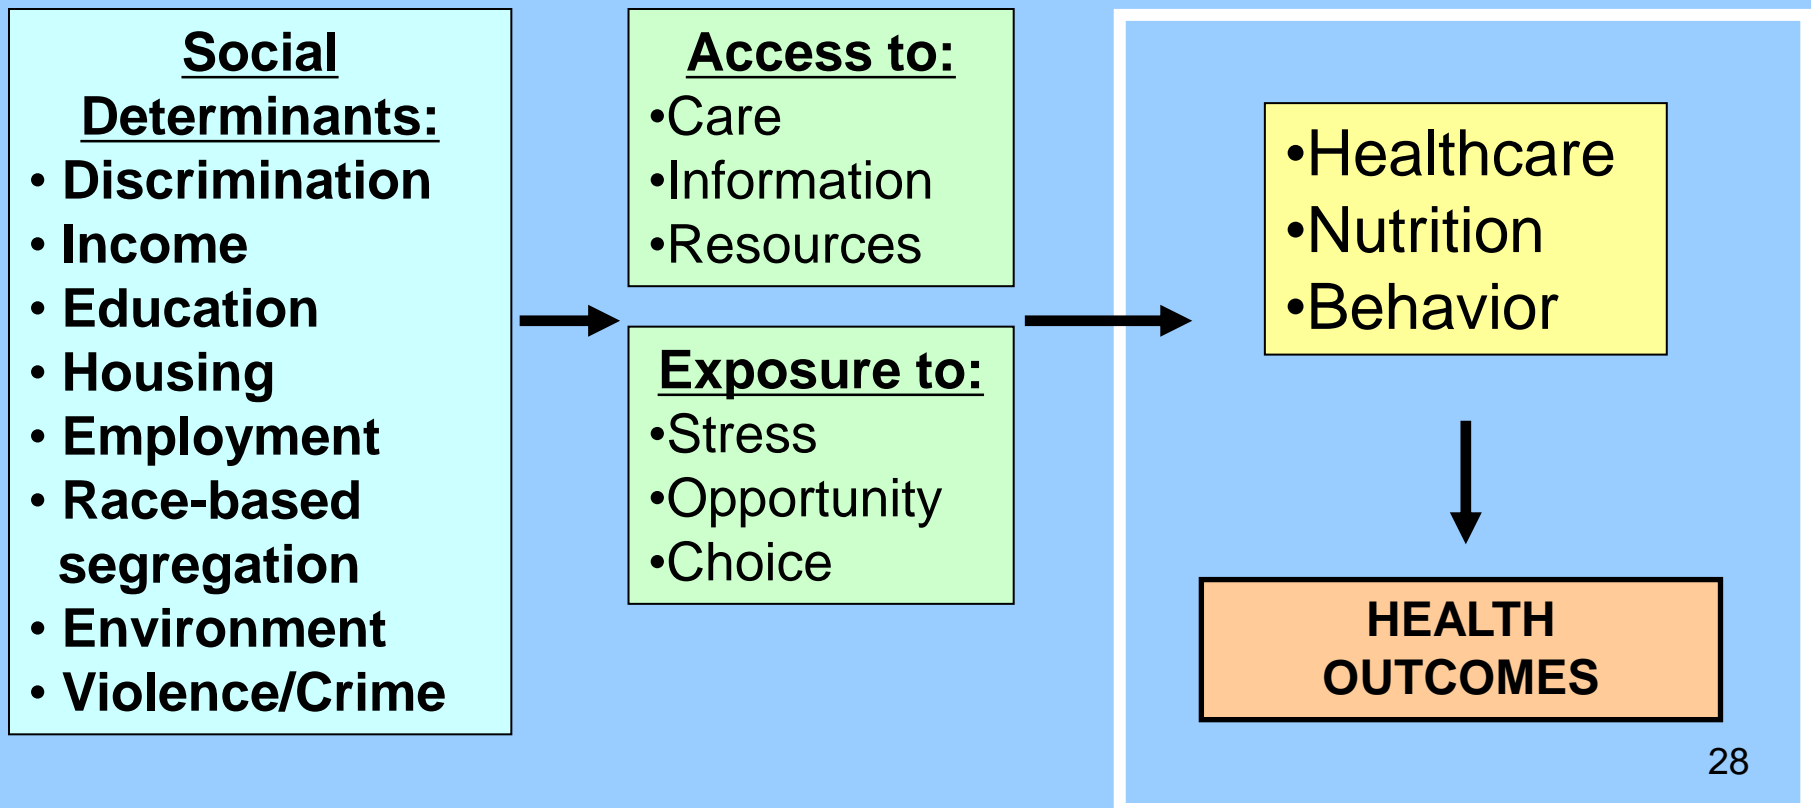 Social
Determinants:
• Discrimination
• Income
• Education
• Housing
• Employment
• Race-based
segregation
• Environment
• Violence/Crime
Access to:
•Care
•Information
•Resources
Exposure to:
•Stress
•Opportunity
•Choice
•Healthcare
•Nutrition
•Behavior
HEALTH
OUTCOMES
28